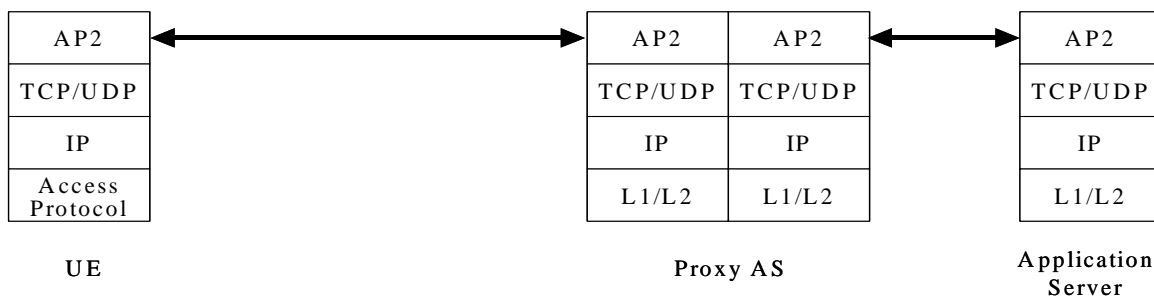 AP2
TCP/UDP
IP
Access
Protocol
UE
AP2 AP2
TCP/UDP TCP/UDP
IP IP
L1/L2 L1/L2
Proxy AS
AP2
TCP/UDP
IP
L1/L2
Application
Server